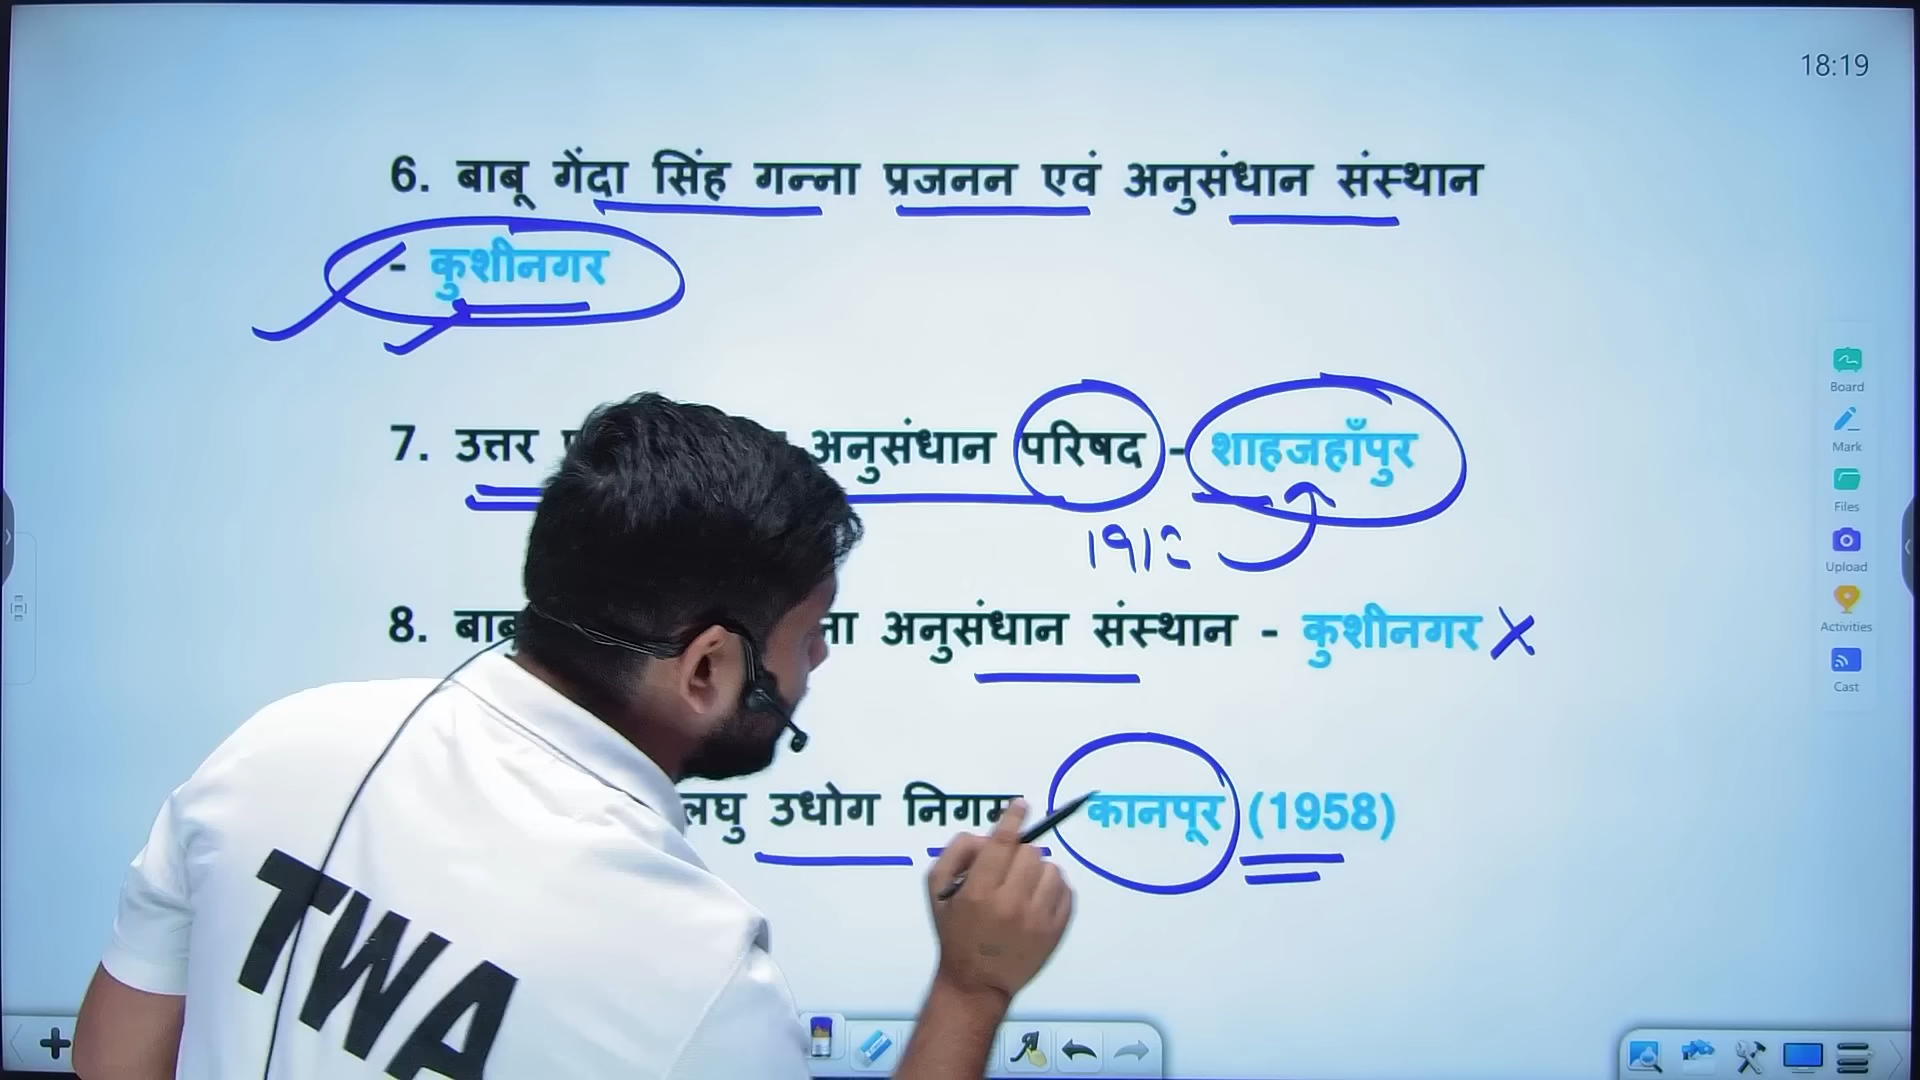 18:19
6. बाबू गेंदा सिंह गन्ना प्रजनन एवं अनुसंधान संस्थान
- कुशीनगर
7. उत्तर अनुसंधान परिषद - शाहजहाँपुर
1912
8. अनुसंधान संस्थान - कुशीनगर X
लघु उधोग निगम कानपूर (1958)
Board
Mark
Files
Upload
Activities
Cast
TWA